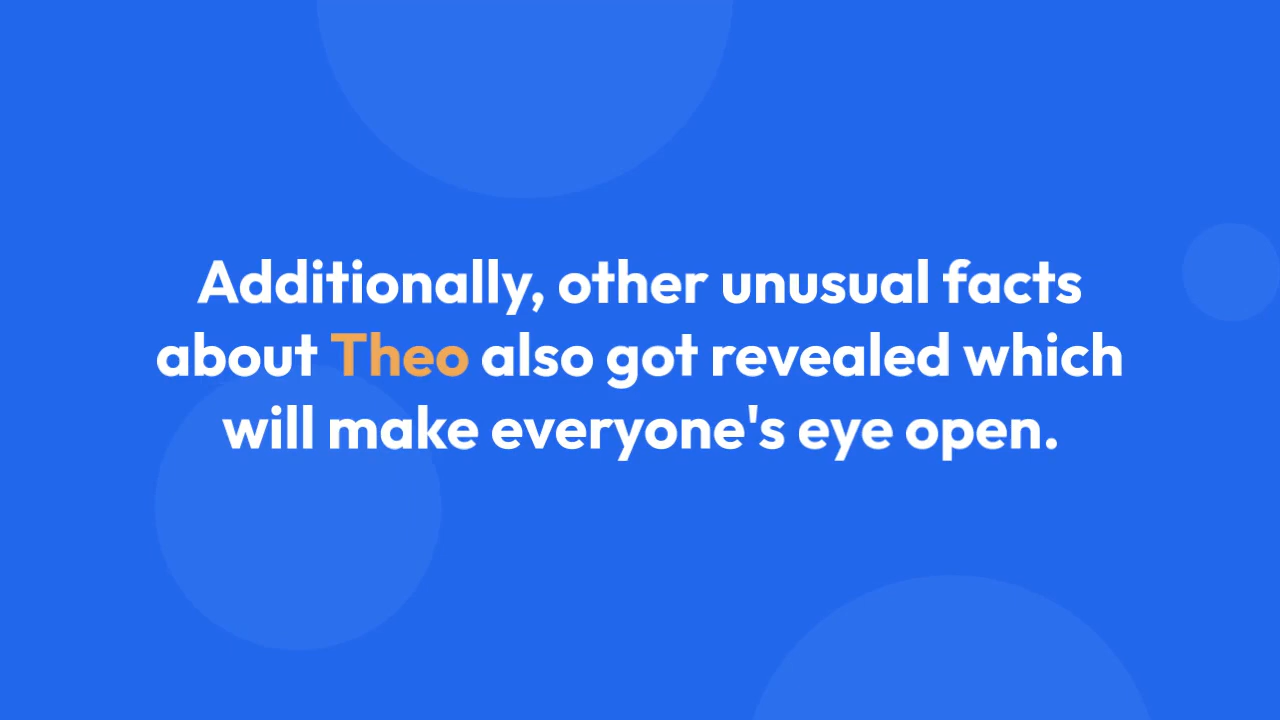 Additionally, other unusual facts
about Theo also got revealed which
will make everyone's eye open.